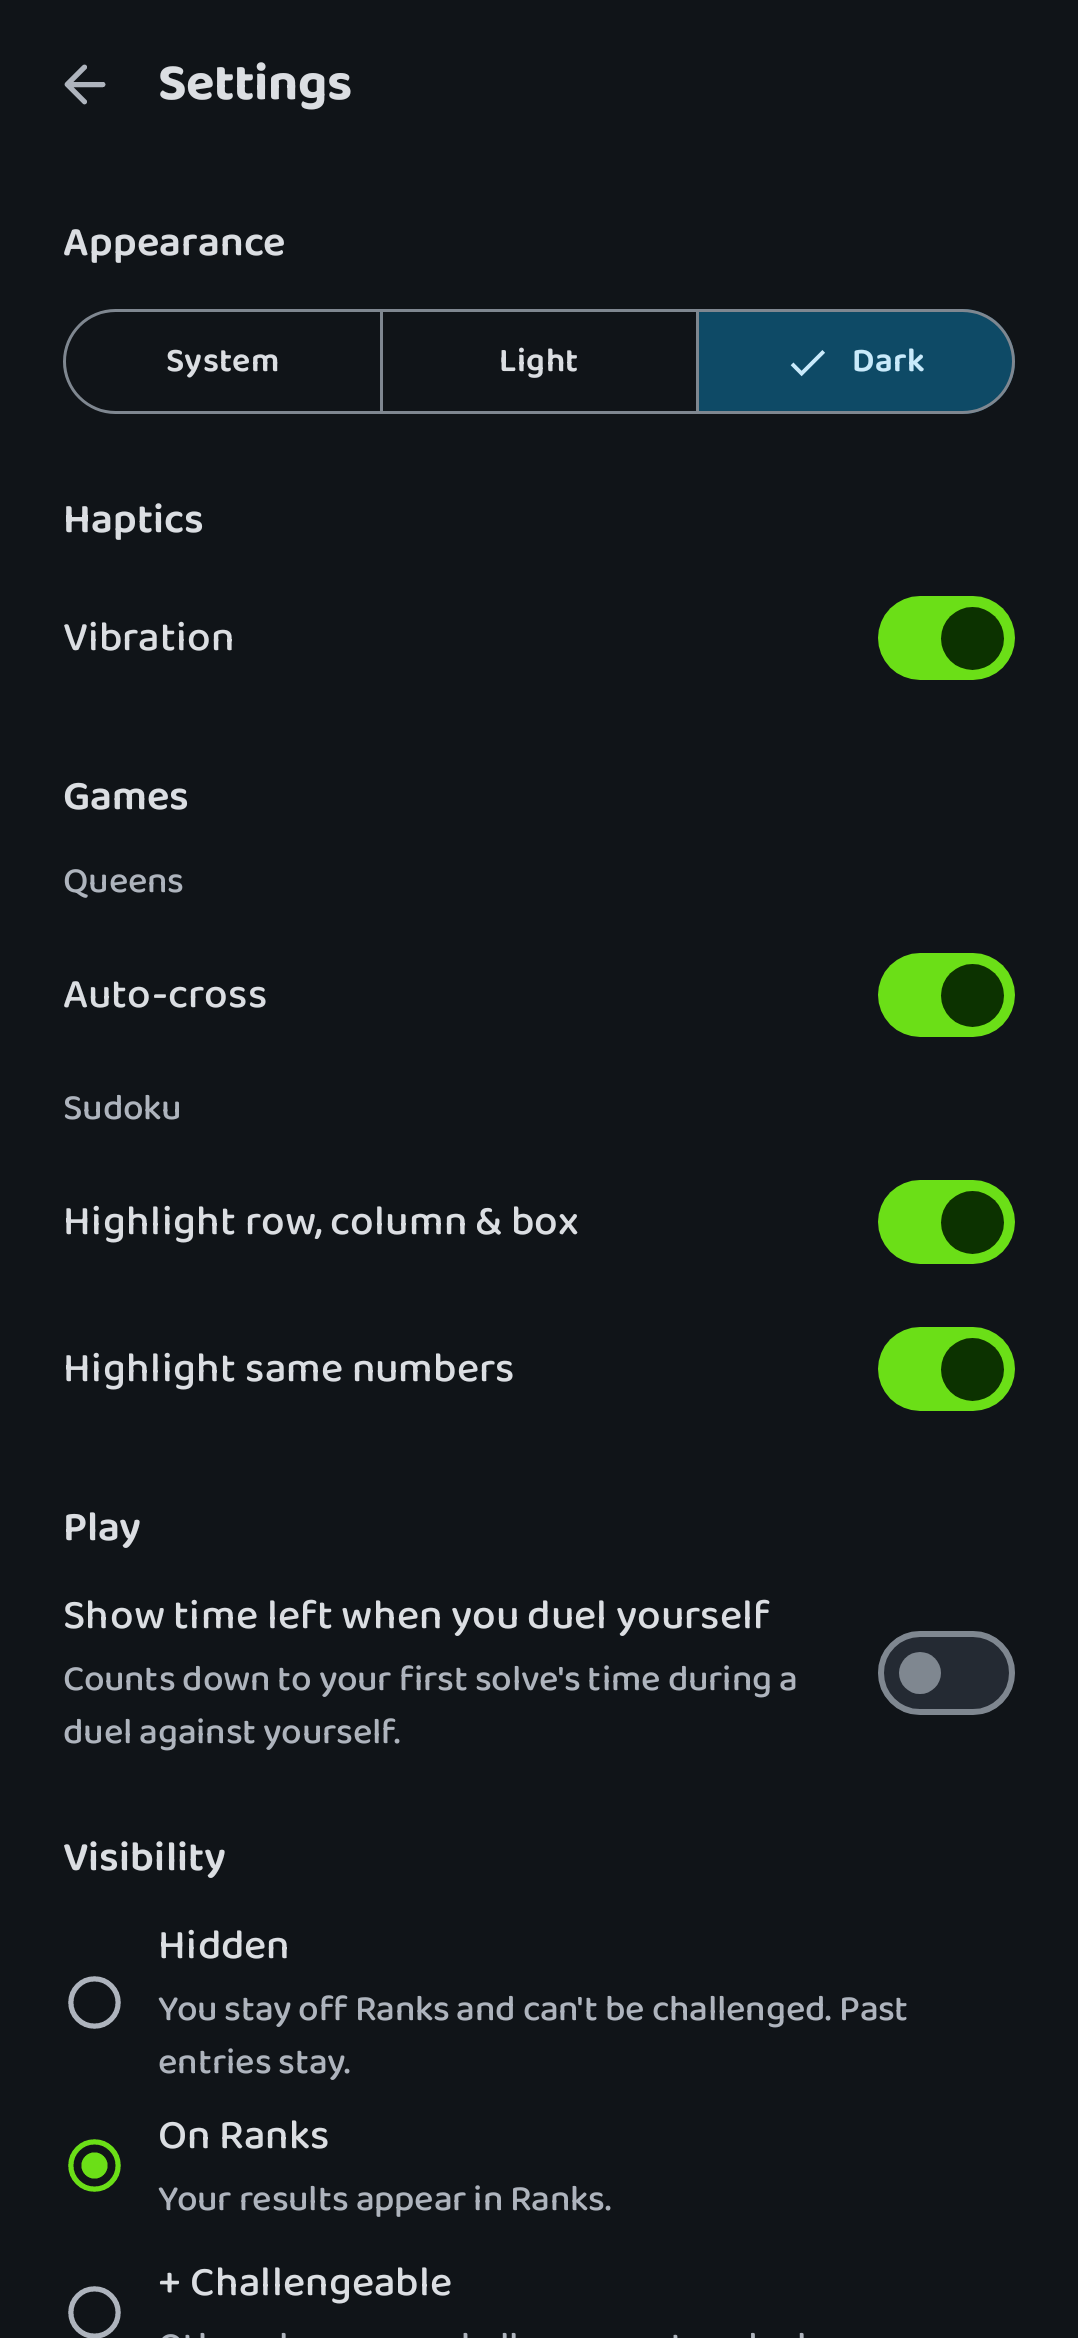 Settings
Appearance
System
Light
Dark
Haptics
Vibration
Games
Queens
Auto-cross
Sudoku
Highlight row, column & box
Highlight same numbers
Play
Show time left when you duel yourself
Counts down to your first solve's time during a
duel against yourself.
Visibility
Hidden
You stay off Ranks and can't be challenged. Past
entries stay.
On Ranks
Your results appear in Ranks.
+ Challengeable